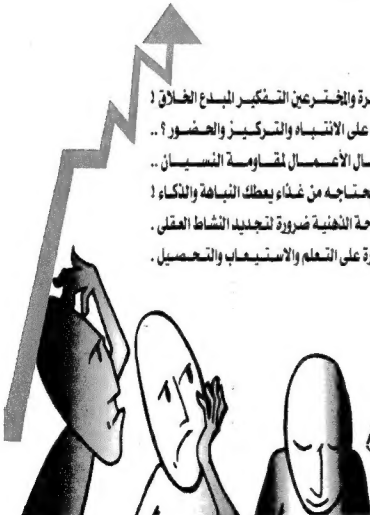 رة والمخترعين التفكير المبدع الخلاق !
على الانتباه والتركيز والحضور ؟ ..
ال الأعمال لمقاومة النسيان ..
حتاجه من غذاء يعطك النباهة والذكاء !
حة الذهنية ضرورة لتجديد النشاط العقلى .
رة على التعلم والاستيعاب والتحصيل .